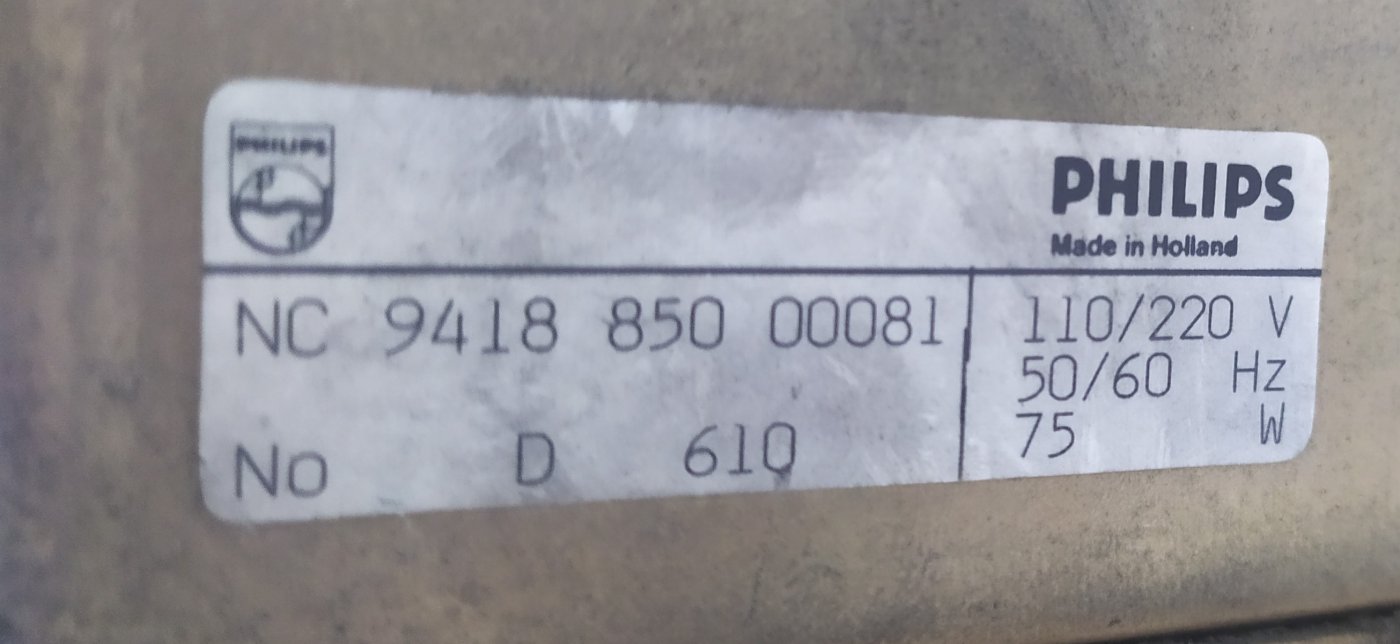 PHILIPS
PHILIPS
Made in Holland
NC 9418 850 00081
110/220 V
50/60 Hz
75 W
No D 610